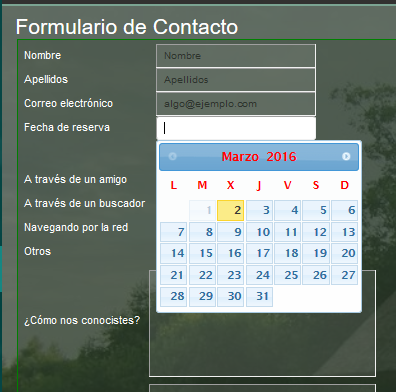 Formulario de Contacto
Nombre Nombre
Apellidos Apellidos
Correo electrónico algo@ejemplo.com
Fecha de reserva
Marzo 2016
L M X J V S D
1 2 3 4 5 6
7 8 9 10 11 12 13
14 15 16 17 18 19 20
21 22 23 24 25 26 27
28 29 30 31
A través de un amigo
A través de un buscador
Navegando por la red
Otros
¿Cómo nos conocistes?